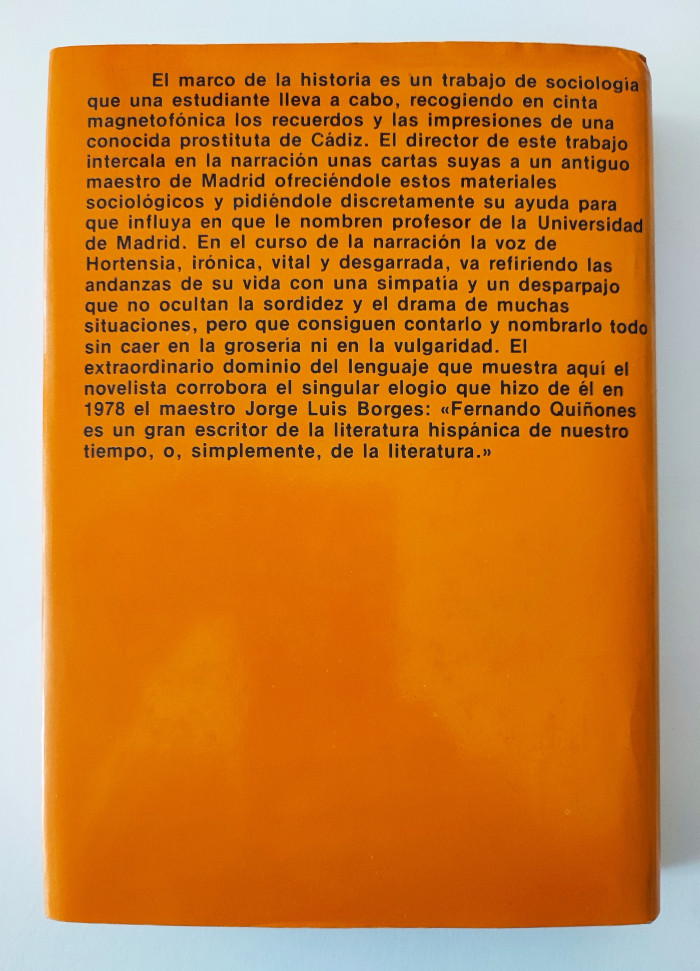 El marco de la historia es un trabajo de sociología
que una estudiante lleva a cabo, recogiendo en cinta
magnetofónica los recuerdos y las impresiones de una
conocida prostituta de Cádiz. El director de este trabajo
intercala en la narración unas cartas suyas a un antiguo
maestro de Madrid ofreciéndole estos materiales
sociológicos y pidiéndole discretamente su ayuda para
que influya en que le nombren profesor de la Universidad
de Madrid. En el curso de la narración la voz de
Hortensia, irónica, vital y desgarrada, va refiriendo las
andanzas de su vida con una simpatía y un desparpajo
que no ocultan la sordidez y el drama de muchas
situaciones, pero que consiguen contarlo y nombrarlo todo
sin caer en la grosería ni en la vulgaridad. El
extraordinario dominio del lenguaje que muestra aquí el
novelista corrobora el singular elogio que hizo de él en
1978 el maestro Jorge Luis Borges: «Fernando Quiñones
es un gran escritor de la literatura hispánica de nuestro
tiempo, o, simplemente, de la literatura.»